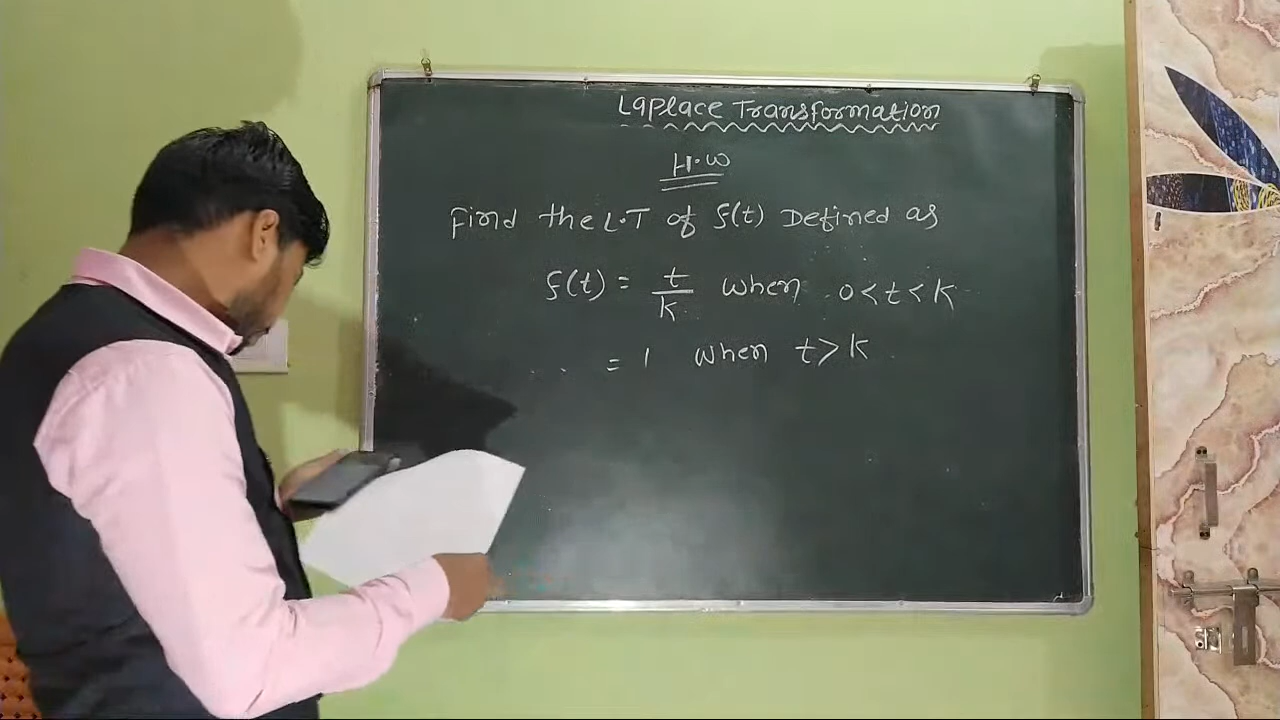 Laplace Transformation
H.W
Find the L.T of f(t) Defined as
f(t) = t/k when 0 < t < k
= 1 when t > k